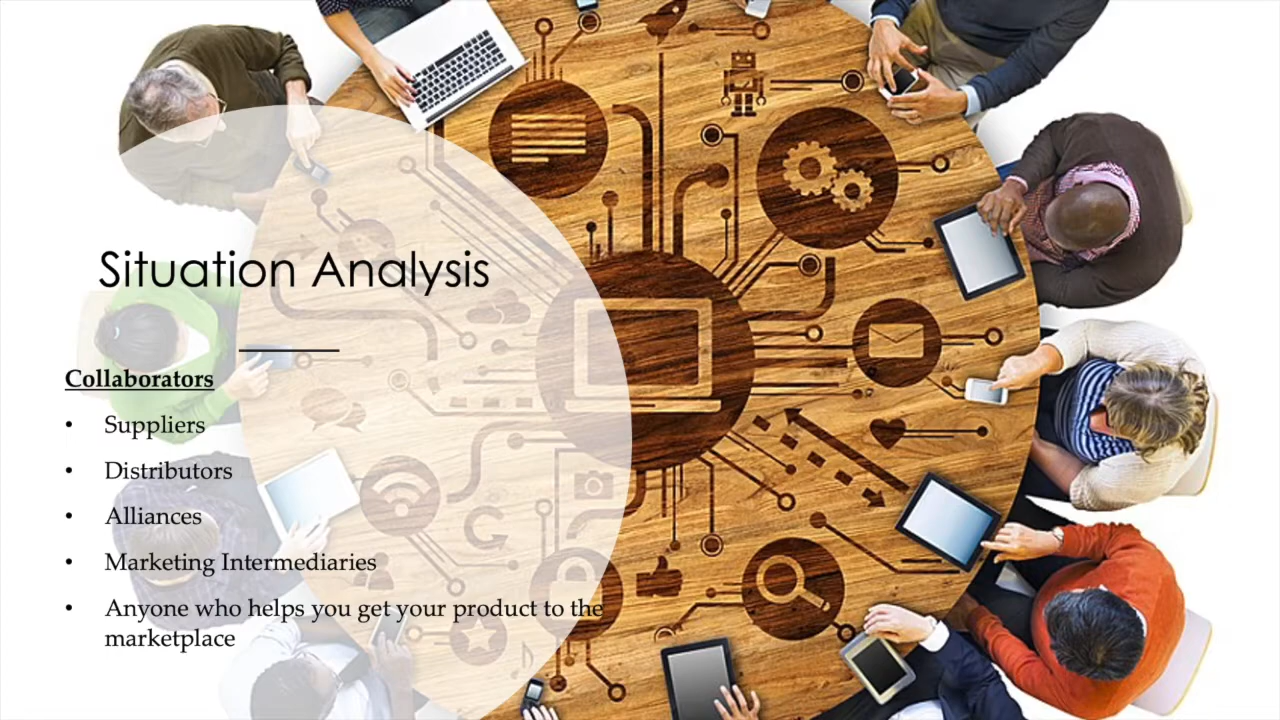 Situation Analysis
Collaborators
• Suppliers
• Distributors
• Alliances
• Marketing Intermediaries
• Anyone who helps you get your product to the
marketplace